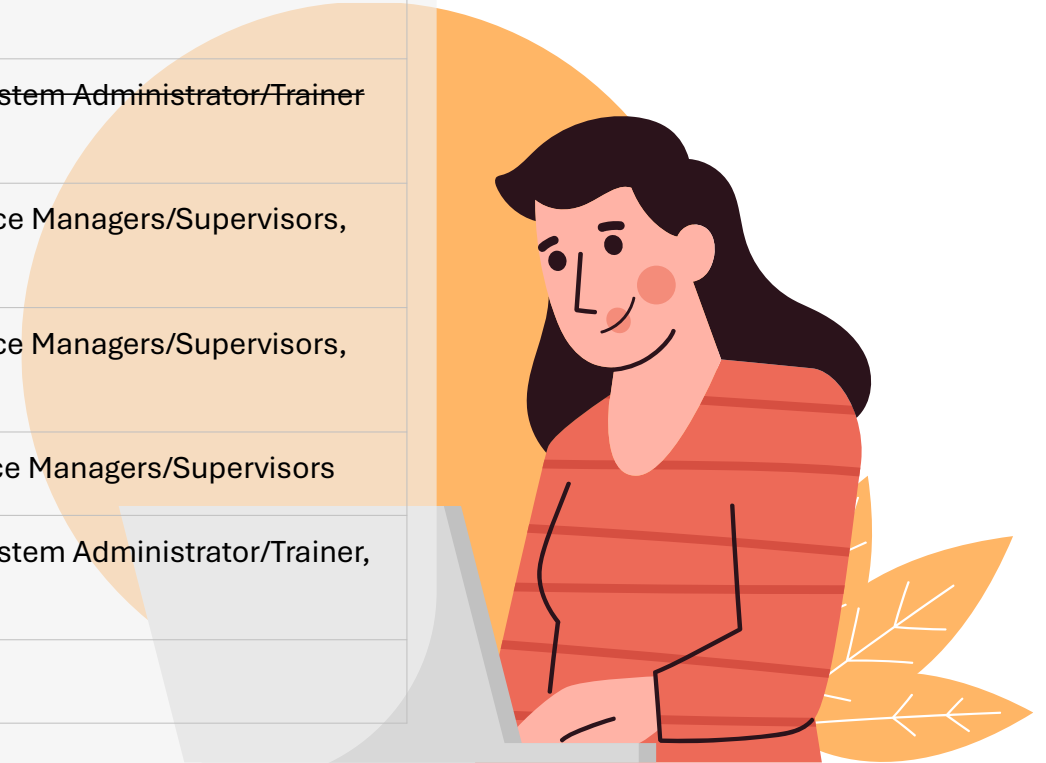 stem Administrator/Trainer
ce Managers/Supervisors,
ce Managers/Supervisors,
ce Managers/Supervisors
stem Administrator/Trainer,